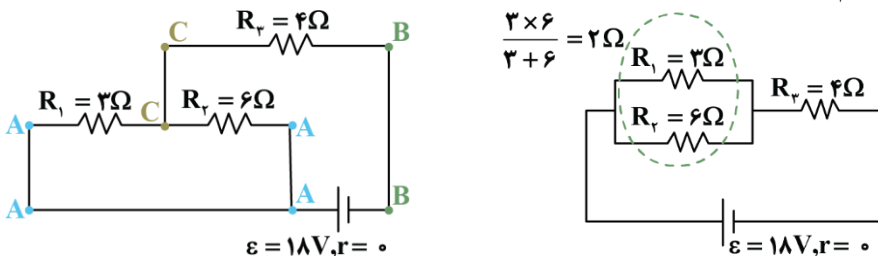 R₃ = ۴Ω
C
B
R₁ = ۳Ω
R₂ = ۶Ω
A
C
A
A
A
B
ε = ۱۸V, r = ۰
۳ × ۶ / ۳ + ۶ = ۲Ω
R₁ = ۳Ω
R₃ = ۴Ω
R₂ = ۶Ω
ε = ۱۸V, r = ۰